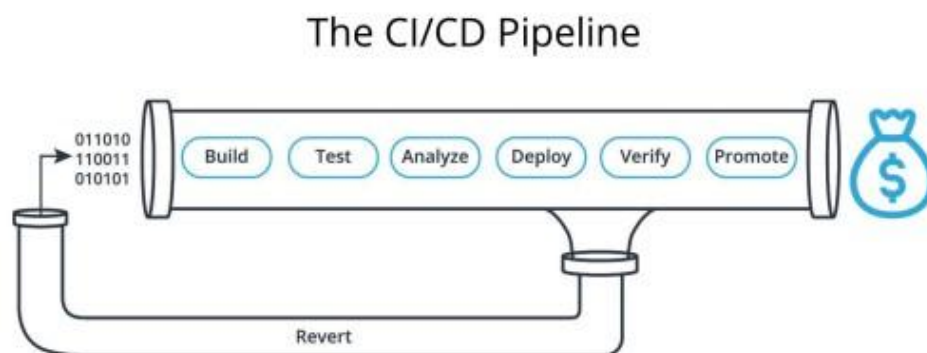 The CI/CD Pipeline
011010
110011
010101
Build Test Analyze Deploy Verify Promote
$
Revert